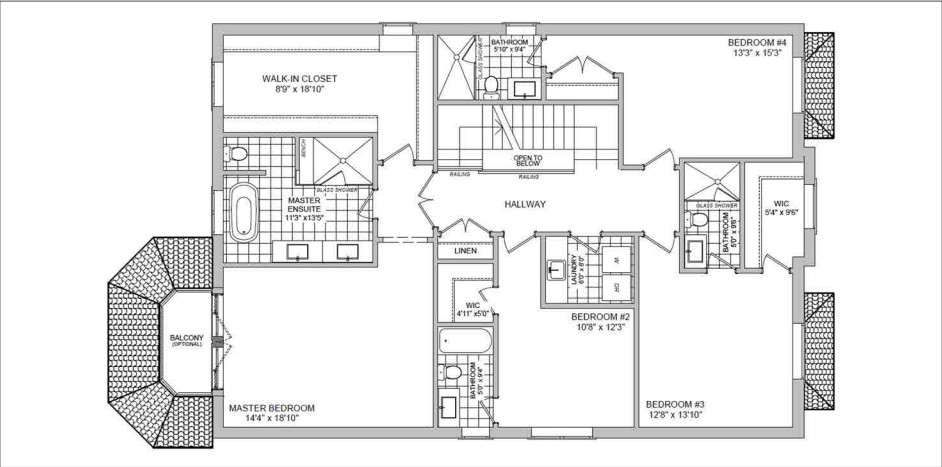 BATHROOM
5'10" x 9'4"
GLASS SHOWER
BEDROOM #4
13'3" x 15'3"
WALK-IN CLOSET
8'9" x 18'10"
BENCH
GLASS SHOWER
MASTER
ENSUITE
11'3" x13'5"
OPEN TO
BELOW
RAILING
RAILING
HALLWAY
GLASS SHOWER
BATHROOM
5'0" x 9'6"
WIC
5'4" x 9'6"
LINEN
LAUNDRY
6'0" x 8'0"
W
DR
WIC
4'11" x5'0"
BEDROOM #2
10'8" x 12'3"
BALCONY
(OPTIONAL)
BATHROOM
5'0" x 9'4"
MASTER BEDROOM
14'4" x 18'10"
BEDROOM #3
12'8" x 13'10"